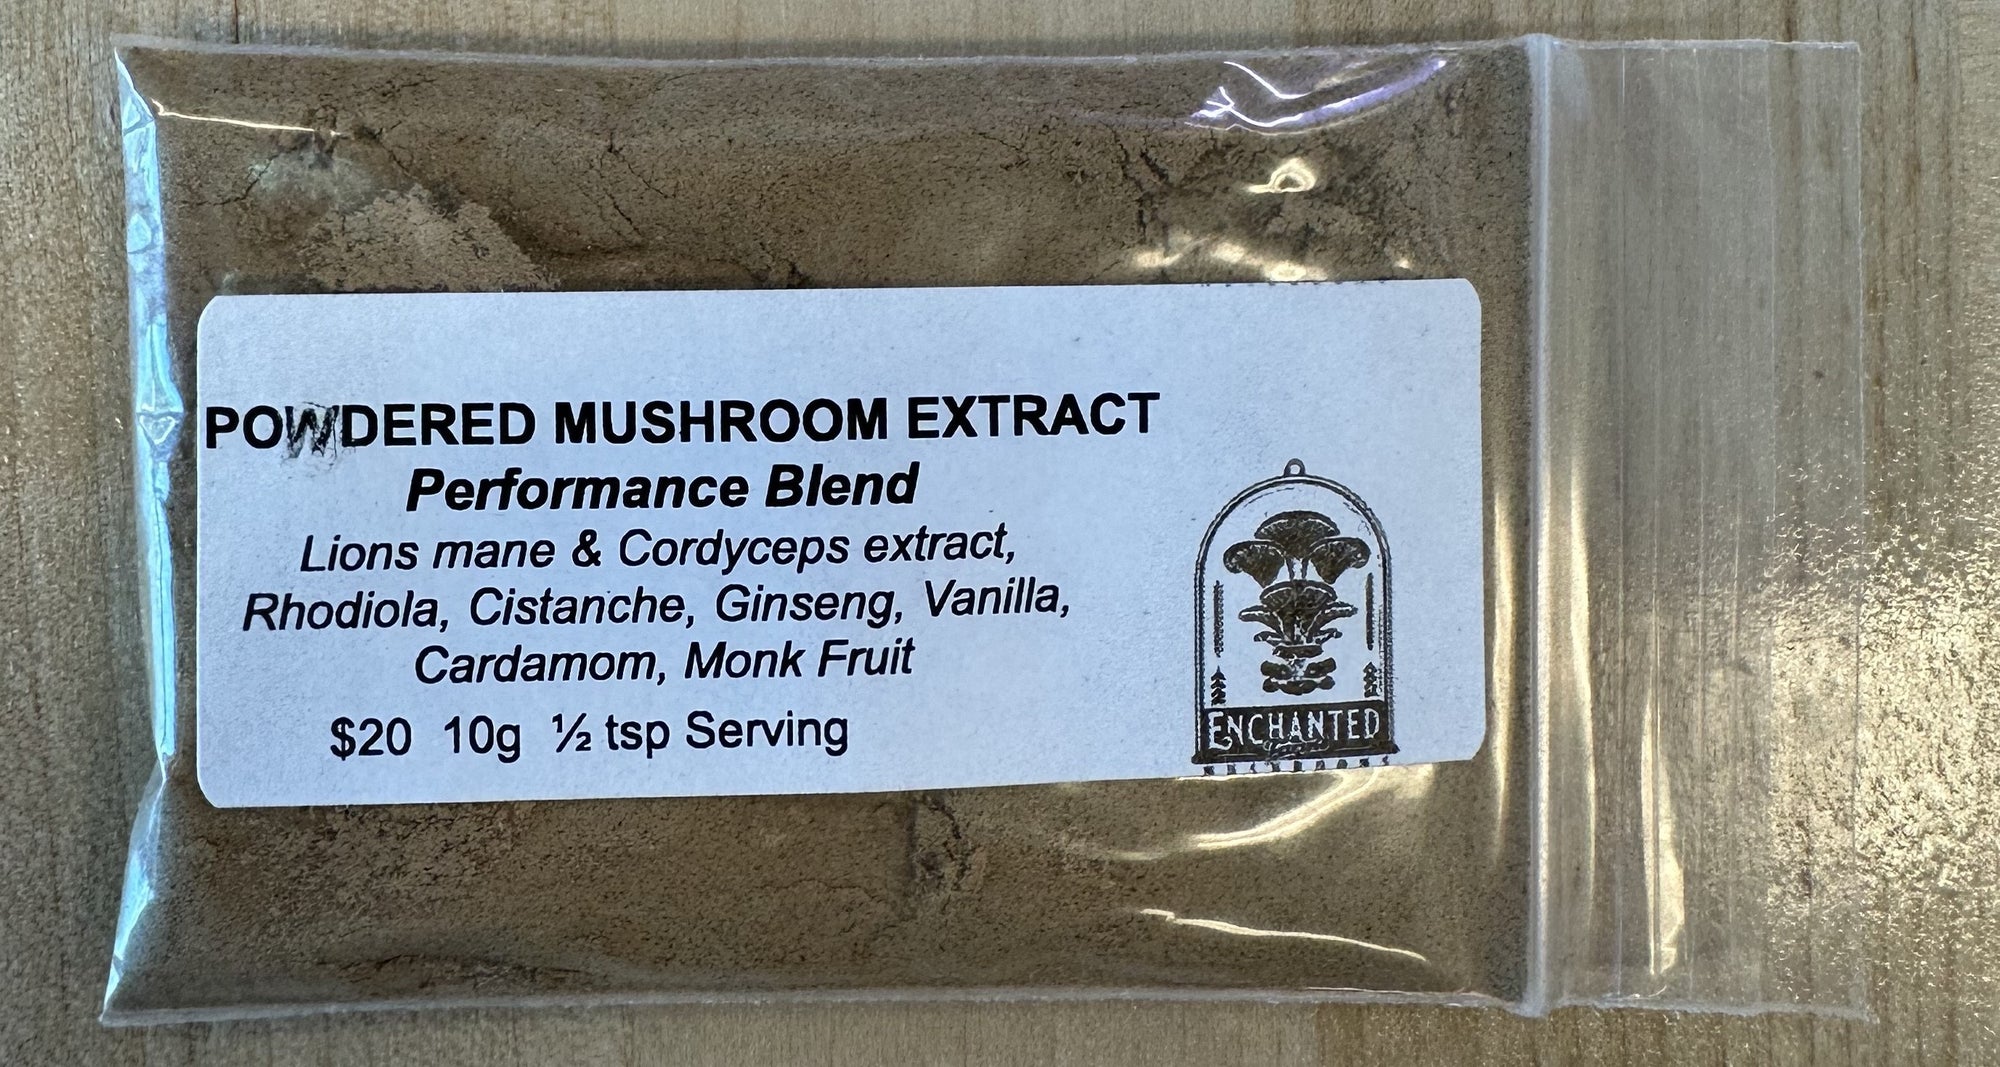 POWDERED MUSHROOM EXTRACT
Performance Blend
Lions mane & Cordyceps extract,
Rhodiola, Cistanche, Ginseng, Vanilla,
Cardamom, Monk Fruit
$20 10g ½ tsp Serving
ENCHANTED